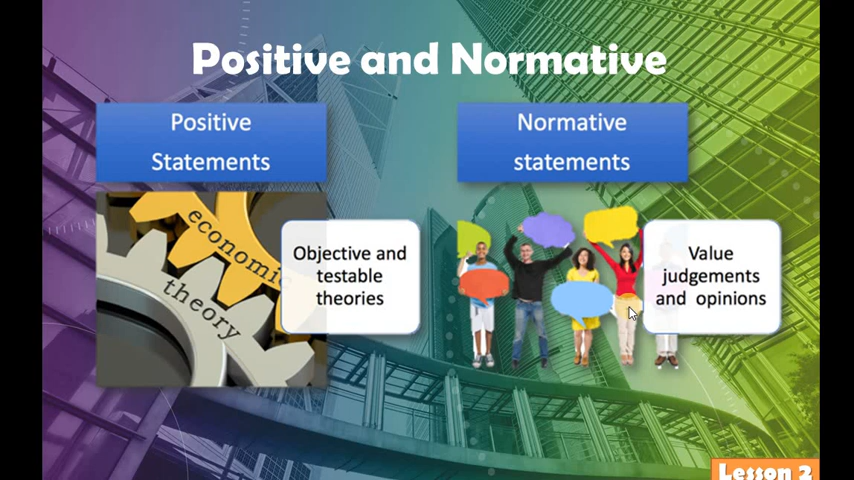 Positive and Normative
Positive
Statements
Normative
statements
economic
theory
Objective and
testable
theories
Value
judgements
and opinions
Lesson 2